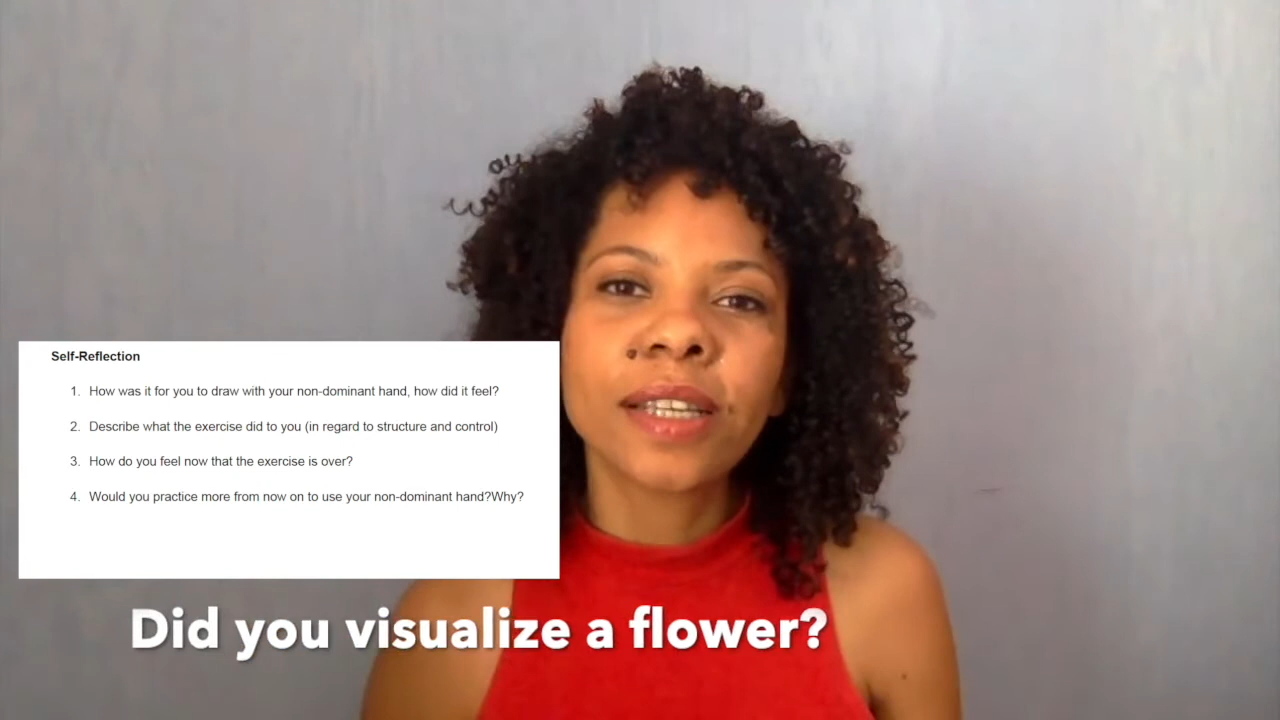 Self-Reflection
1. How was it for you to draw with your non-dominant hand, how did it feel?
2. Describe what the exercise did to you (in regard to structure and control)
3. How do you feel now that the exercise is over?
4. Would you practice more from now on to use your non-dominant hand?Why?
Did you visualize a flower?